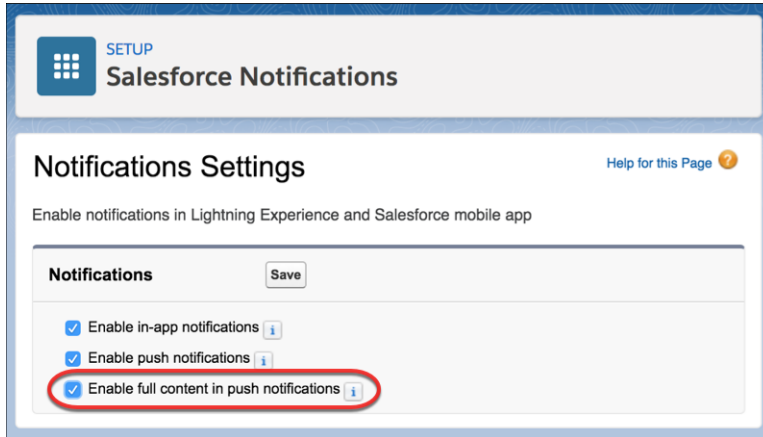 SETUP
Salesforce Notifications
Notifications Settings
Help for this Page ?
Enable notifications in Lightning Experience and Salesforce mobile app
Notifications Save
Enable in-app notifications i
Enable push notifications i
Enable full content in push notifications i